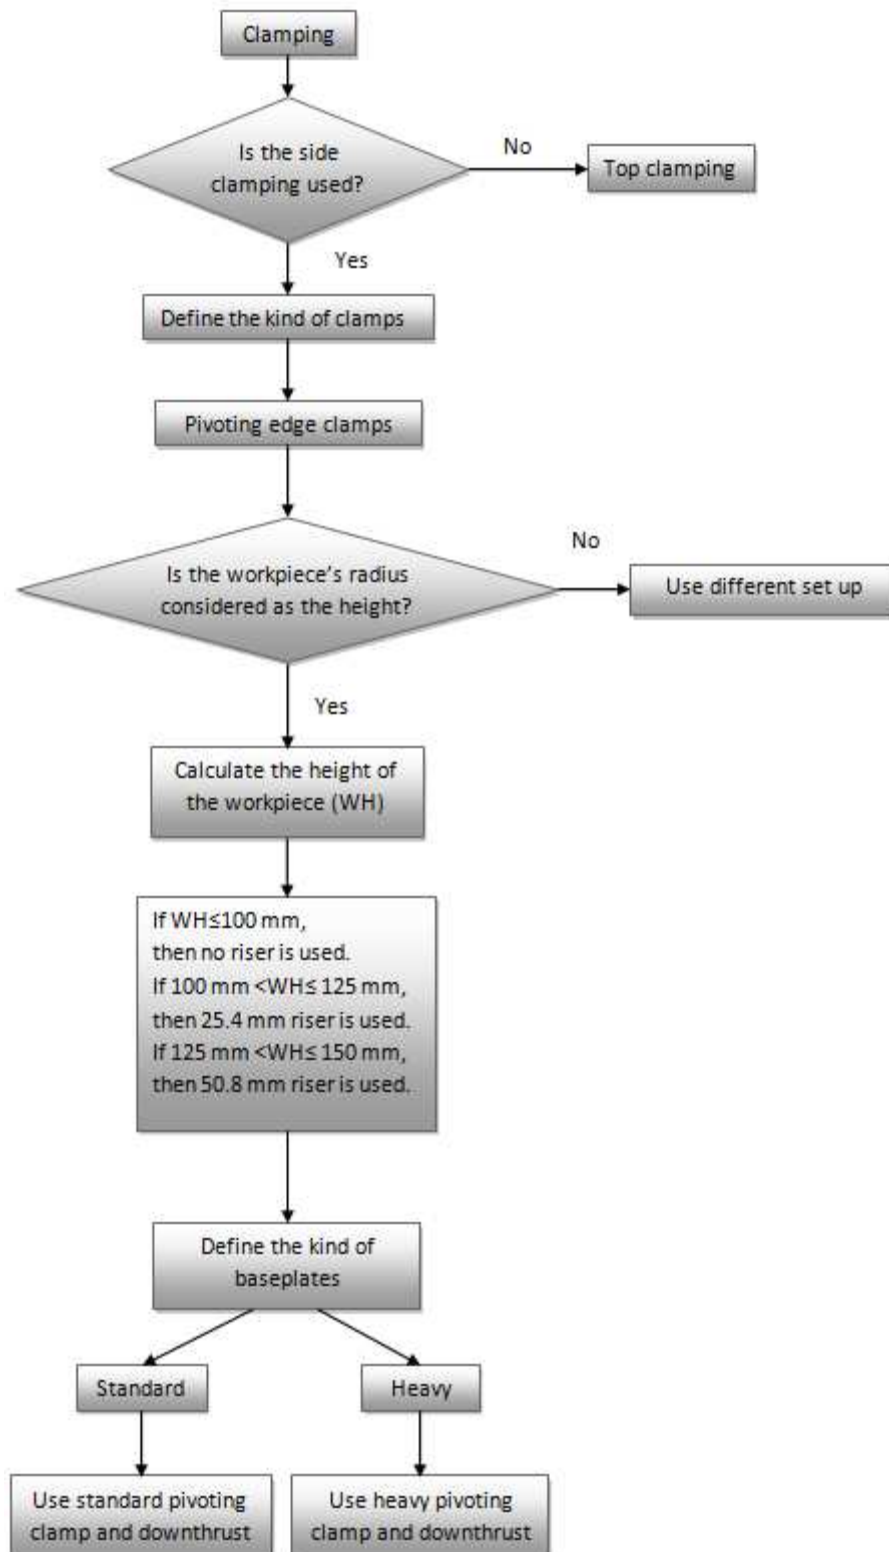 Clamping
Is the side
clamping used?
No
Top clamping
Yes
Define the kind of clamps
Pivoting edge clamps
Is the workpiece's radius
considered as the height?
No
Use different set up
Yes
Calculate the height of
the workpiece (WH)
If WH≤100 mm,
then no riser is used.
If 100 mm <WH≤ 125 mm,
then 25.4 mm riser is used.
If 125 mm <WH≤ 150 mm,
then 50.8 mm riser is used.
Define the kind of
baseplates
Standard
Heavy
Use standard pivoting
clamp and downthrust
Use heavy pivoting
clamp and downthrust